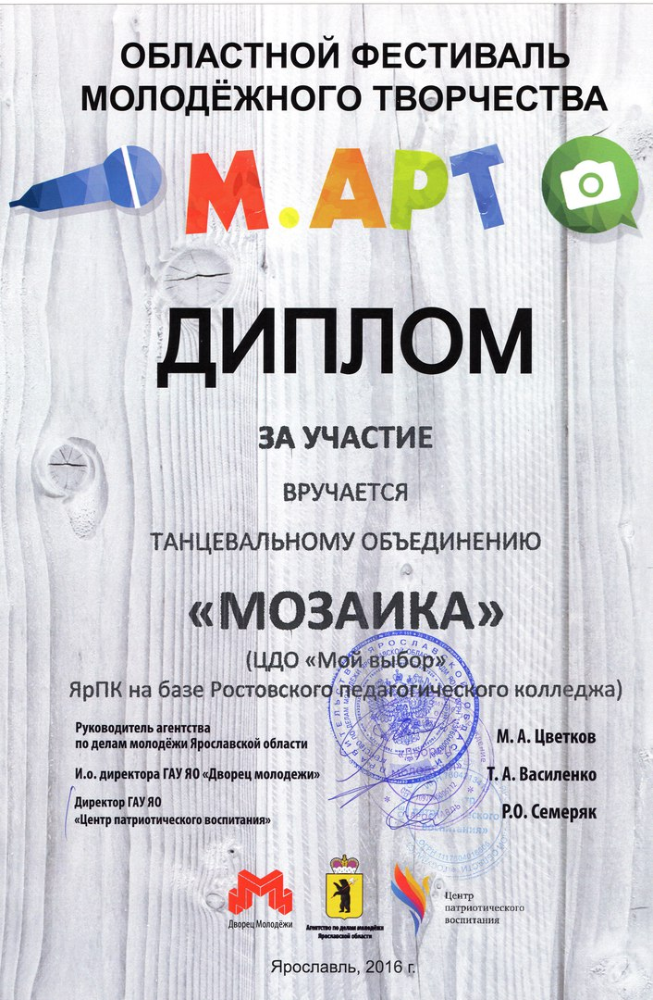 ОБЛАСТНОЙ ФЕСТИВАЛЬ
МОЛОДЁЖНОГО ТВОРЧЕСТВА
М.АРТ
ДИПЛОМ
ЗА УЧАСТИЕ
ВРУЧАЕТСЯ
ТАНЦЕВАЛЬНОМУ ОБЪЕДИНЕНИЮ
«МОЗАИКА»
(ЦДО «Мой выбор»
ЯрПК на базе Ростовского педагогического колледжа)
Руководитель агентства
по делам молодёжи Ярославской области
М. А. Цветков
И.о. директора ГАУ ЯО «Дворец молодежи»
Т. А. Василенко
Директор ГАУ ЯО
«Центр патриотического воспитания»
Р.О. Семеряк
Дворец Молодёжи
Агентство по делам молодёжи
Ярославской области
Центр
патриотического
воспитания
Ярославль, 2016 г.